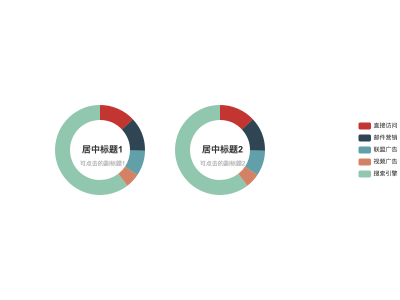 居中标题1
可点击的副标题1
居中标题2
可点击的副标题2
直接访问
邮件营销
联盟广告
视频广告
搜索引擎